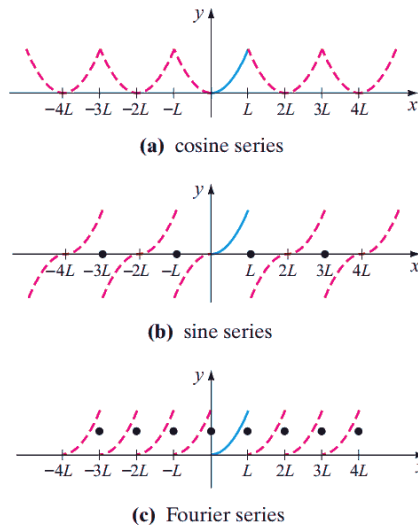 y
−4L −3L −2L −L L 2L 3L 4L x
(a) cosine series
y
−4L −3L −2L −L L 2L 3L 4L x
(b) sine series
y
−4L −3L −2L −L L 2L 3L 4L x
(c) Fourier series